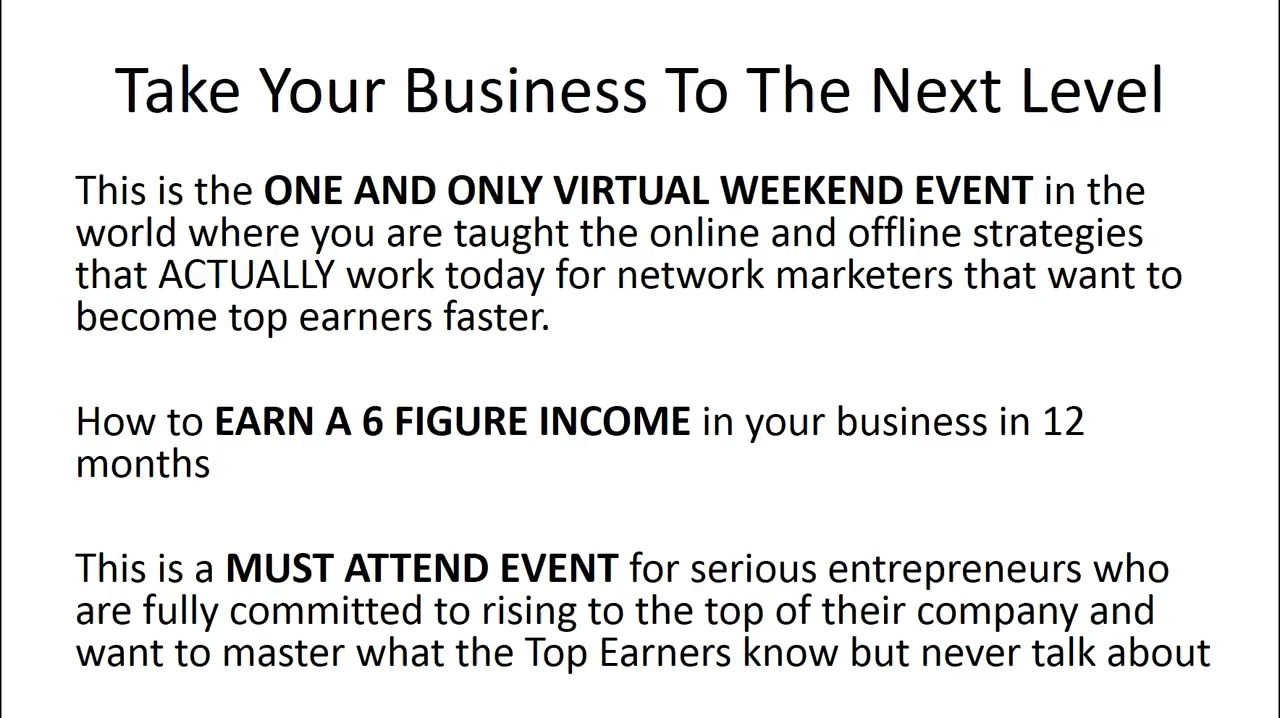 Take Your Business To The Next Level
This is the ONE AND ONLY VIRTUAL WEEKEND EVENT in the
world where you are taught the online and offline strategies
that ACTUALLY work today for network marketers that want to
become top earners faster.
How to EARN A 6 FIGURE INCOME in your business in 12
months
This is a MUST ATTEND EVENT for serious entrepreneurs who
are fully committed to rising to the top of their company and
want to master what the Top Earners know but never talk about